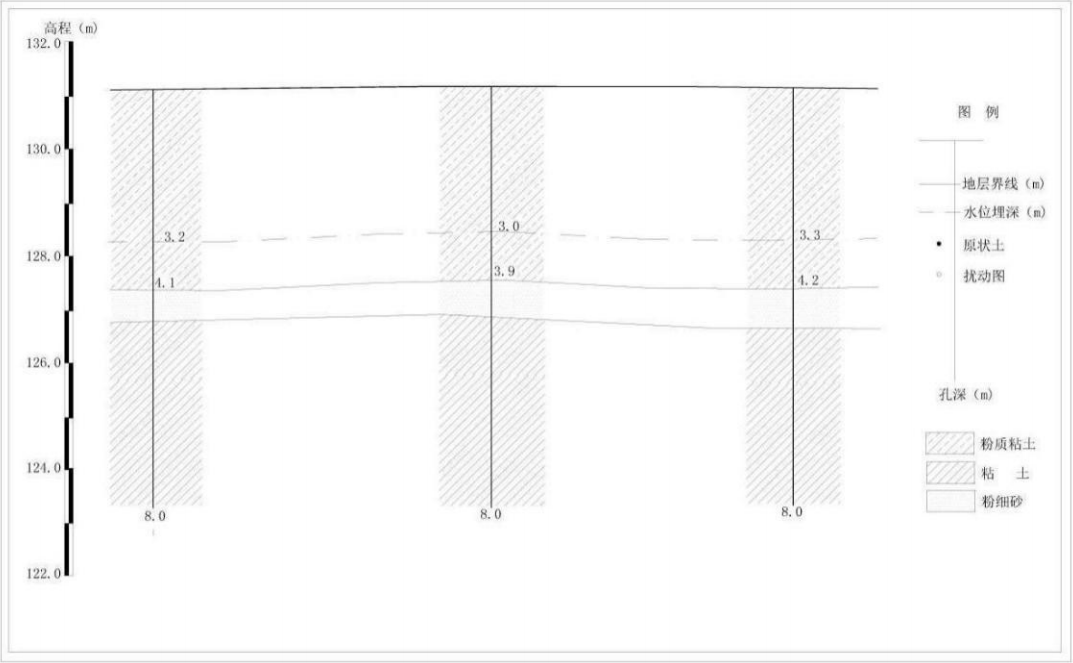 高程（m）
132.0
130.0
128.0
126.0
124.0
122.0
3.2
3.0
3.3
4.1
3.9
4.2
8.0
8.0
8.0
图 例
地层界线（m）
水位埋深（m）
原状土
扰动图
孔深（m）
粉质粘土
粘 土
粉细砂